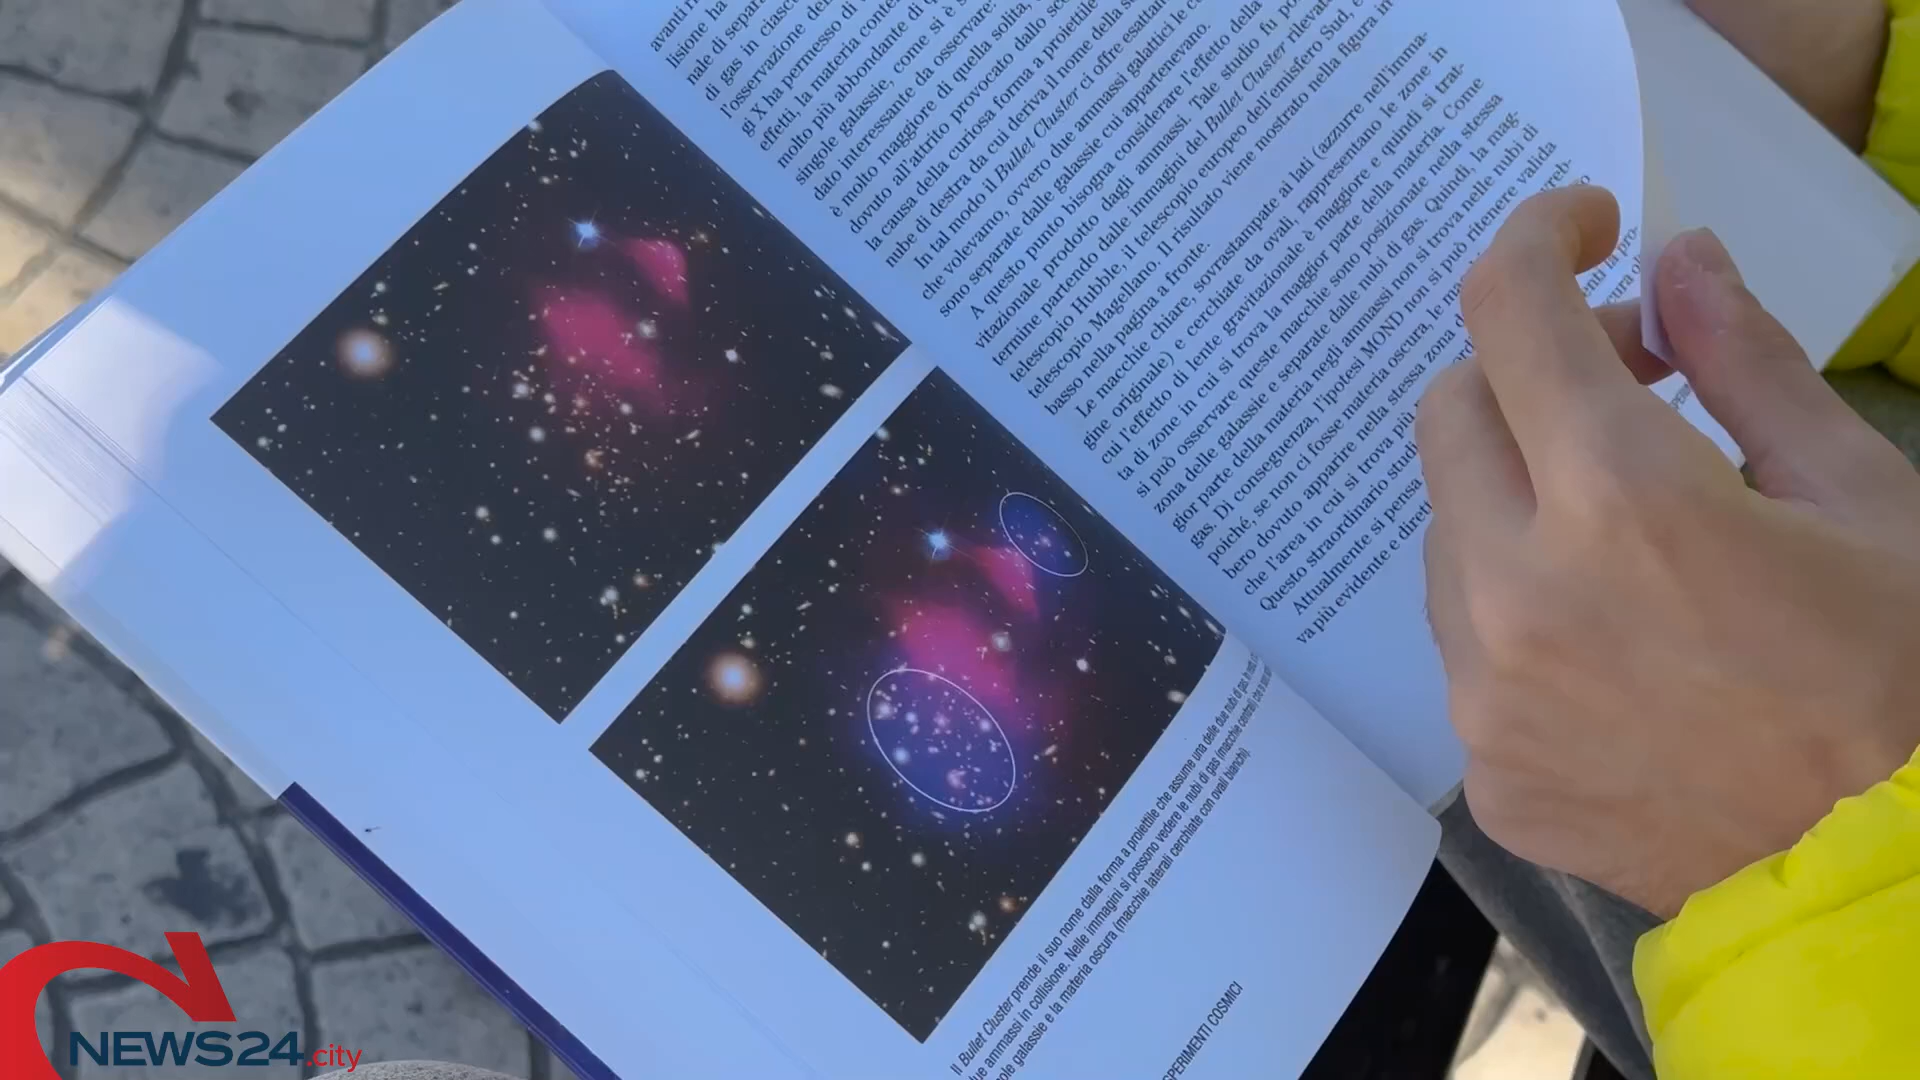 avanti
lisione ha
nale di separe
di gas in ciasc
l'osservazione del
gi X ha permesso di
effetti, la materia conte
molto più abbondante di q
singole galassie, come si è s
dato interessante da osservare:
è molto maggiore di quella solita,
dovuto all'attrito provocato dallo sc
la causa della curiosa forma a proiettile
nube di destra da cui deriva il nome della s
In tal modo il Bullet Cluster ci offre esattam
che volevamo, ovvero due ammassi galattici le c
sono separate dalle galassie cui appartenevano
A questo punto bisogna considerare l'effetto della
vitazionale prodotto dagli ammassi. Tale studio fu po
termine partendo dalle immagini del Bullet Cluster rilevat
telescopio Hubble, il telescopio europeo dell'emisfero Sud, e
telescopio Magellano. Il risultato viene mostrato nella figura in
basso nella pagina a fronte.
Le macchie chiare, sovrastampate ai lati (azzurre nell'imma-
gine originale) e cerchiate da ovali, rappresentano le zone in
cui l'effetto di lente gravitazionale è maggiore e quindi si trat-
ta di zone in cui si trova la maggior parte della materia. Come
si può osservare queste macchie sono posizionate nella stessa
zona delle galassie e separate dalle nubi di gas. Quindi, la mag-
gior parte della materia negli ammassi non si trova nelle nubi di
gas. Di conseguenza, l'ipotesi MOND non si può ritenere valida
poiché, se non ci fosse materia oscura, le nu
bero dovuto apparire nella stessa zona d
che l'area in cui si trova più
Questo straordinario studi
Attualmente si pensa
va più evidente e diret
Il Bullet Cluster prende il suo nome dalla forma a proiettile che assume una delle due nubi di gas
due ammassi in collisione. Nelle immagini si possono vedere le nubi di gas (macchie centrali)
ole galassie e la materia oscura (macchie laterali cerchiate con ovali bianchi).
SPERIMENTI COSMICI
NEWS24.city